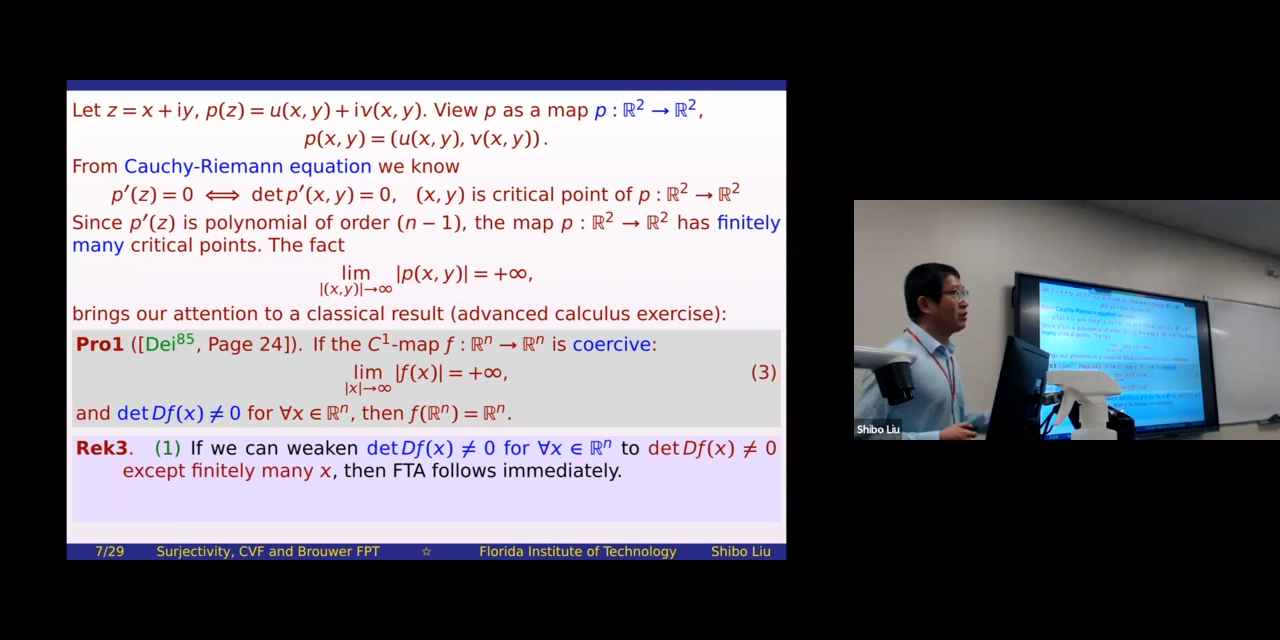 Let z = x + iy, p(z) = u(x, y) + iv(x, y). View p as a map p : ℝ² → ℝ²,
p(x, y) = (u(x, y), v(x, y)).
From Cauchy-Riemann equation we know
p′(z) = 0 ⟺ det p′(x, y) = 0, (x, y) is critical point of p : ℝ² → ℝ²
Since p′(z) is polynomial of order (n − 1), the map p : ℝ² → ℝ² has finitely
many critical points. The fact
lim |(x,y)|→∞ |p(x, y)| = +∞,
brings our attention to a classical result (advanced calculus exercise):
Pro1 ([Dei⁸⁵, Page 24]). If the C¹-map f : ℝⁿ → ℝⁿ is coercive:
lim |x|→∞ |f(x)| = +∞, (3)
and det Df(x) ≠ 0 for ∀x ∈ ℝⁿ, then f(ℝⁿ) = ℝⁿ.
Rek3. (1) If we can weaken det Df(x) ≠ 0 for ∀x ∈ ℝⁿ to det Df(x) ≠ 0
except finitely many x, then FTA follows immediately.
7/29 Surjectivity, CVF and Brouwer FPT ☆ Florida Institute of Technology Shibo Liu
Shibo Liu